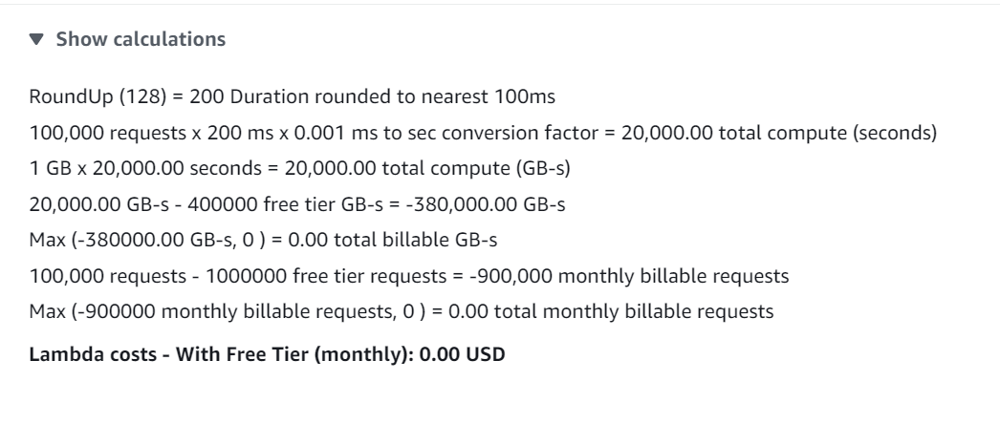 Show calculations
RoundUp (128) = 200 Duration rounded to nearest 100ms
100,000 requests x 200 ms x 0.001 ms to sec conversion factor = 20,000.00 total compute (seconds)
1 GB x 20,000.00 seconds = 20,000.00 total compute (GB-s)
20,000.00 GB-s - 400000 free tier GB-s = -380,000.00 GB-s
Max (-380000.00 GB-s, 0 ) = 0.00 total billable GB-s
100,000 requests - 1000000 free tier requests = -900,000 monthly billable requests
Max (-900000 monthly billable requests, 0 ) = 0.00 total monthly billable requests
Lambda costs - With Free Tier (monthly): 0.00 USD